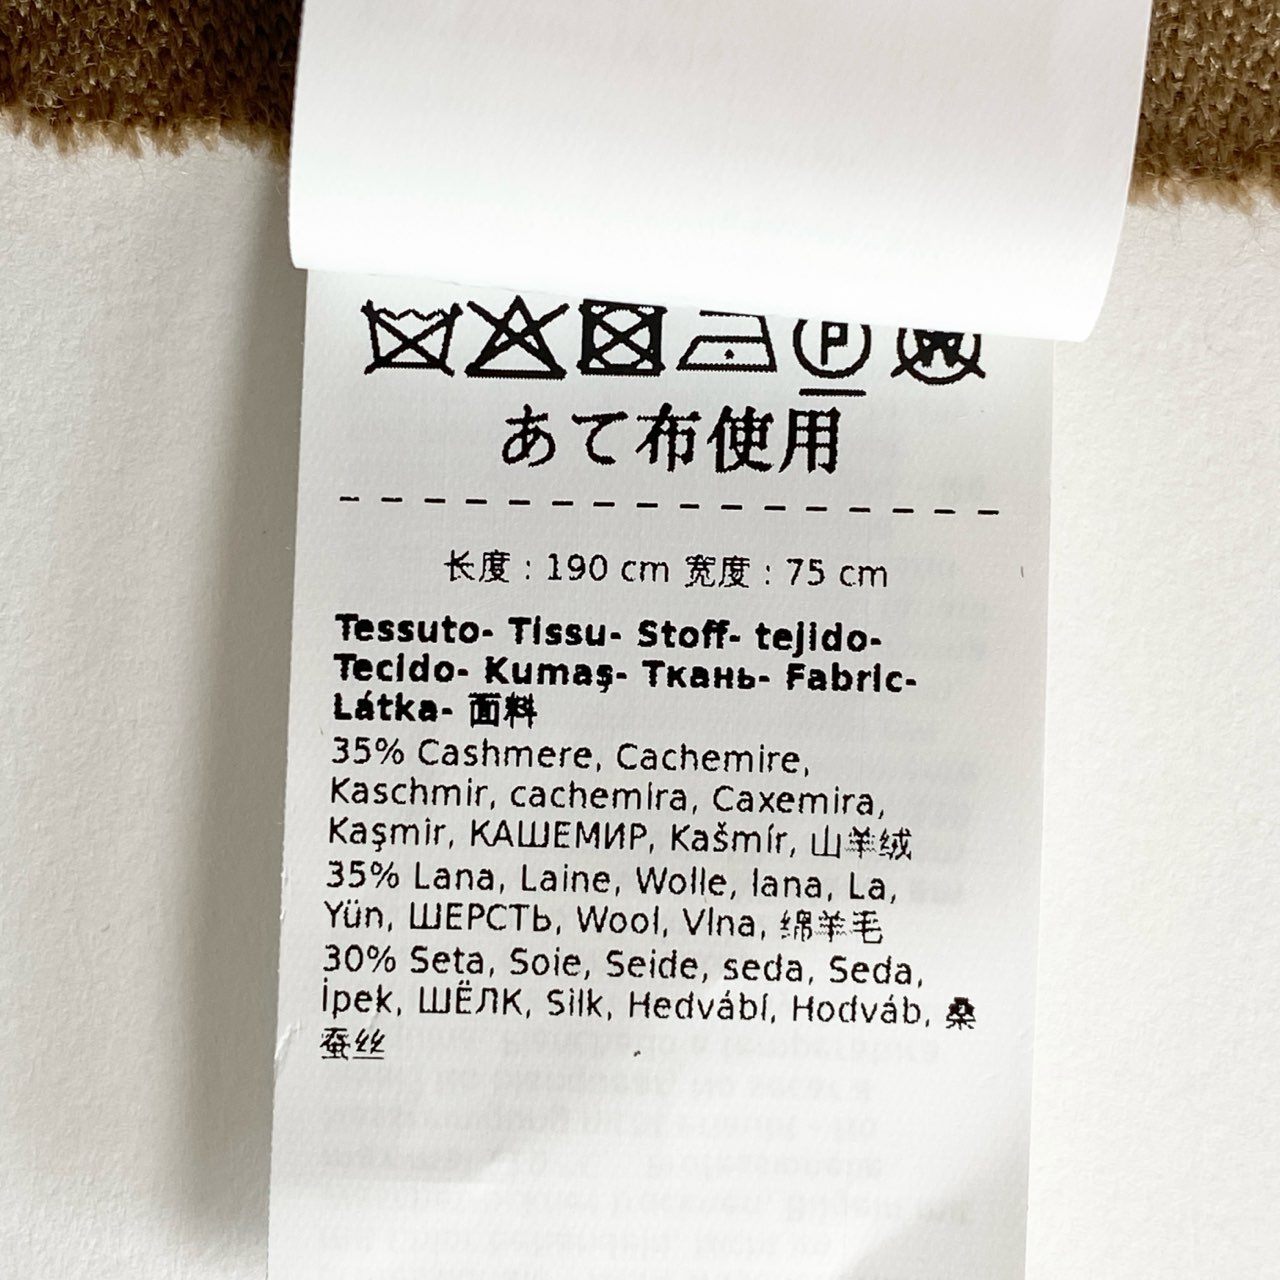 P
W
あて布使用
长度：190 cm 宽度：75 cm
Tessuto- Tissu- Stoff- tejido-
Tecido- Kumaş- Ткань- Fabric-
Látka- 面料
35% Cashmere, Cachemire,
Kaschmir, cachemira, Caxemira,
Kaşmir, КАШЕМИР, Kašmír, 山羊绒
35% Lana, Laine, Wolle, lana, La,
Yün, ШЕРСТЬ, Wool, Vlna, 绵羊毛
30% Seta, Soie, Seide, seda, Seda,
İpek, ШЁЛК, Silk, Hedvábí, Hodváb, 桑
蚕丝